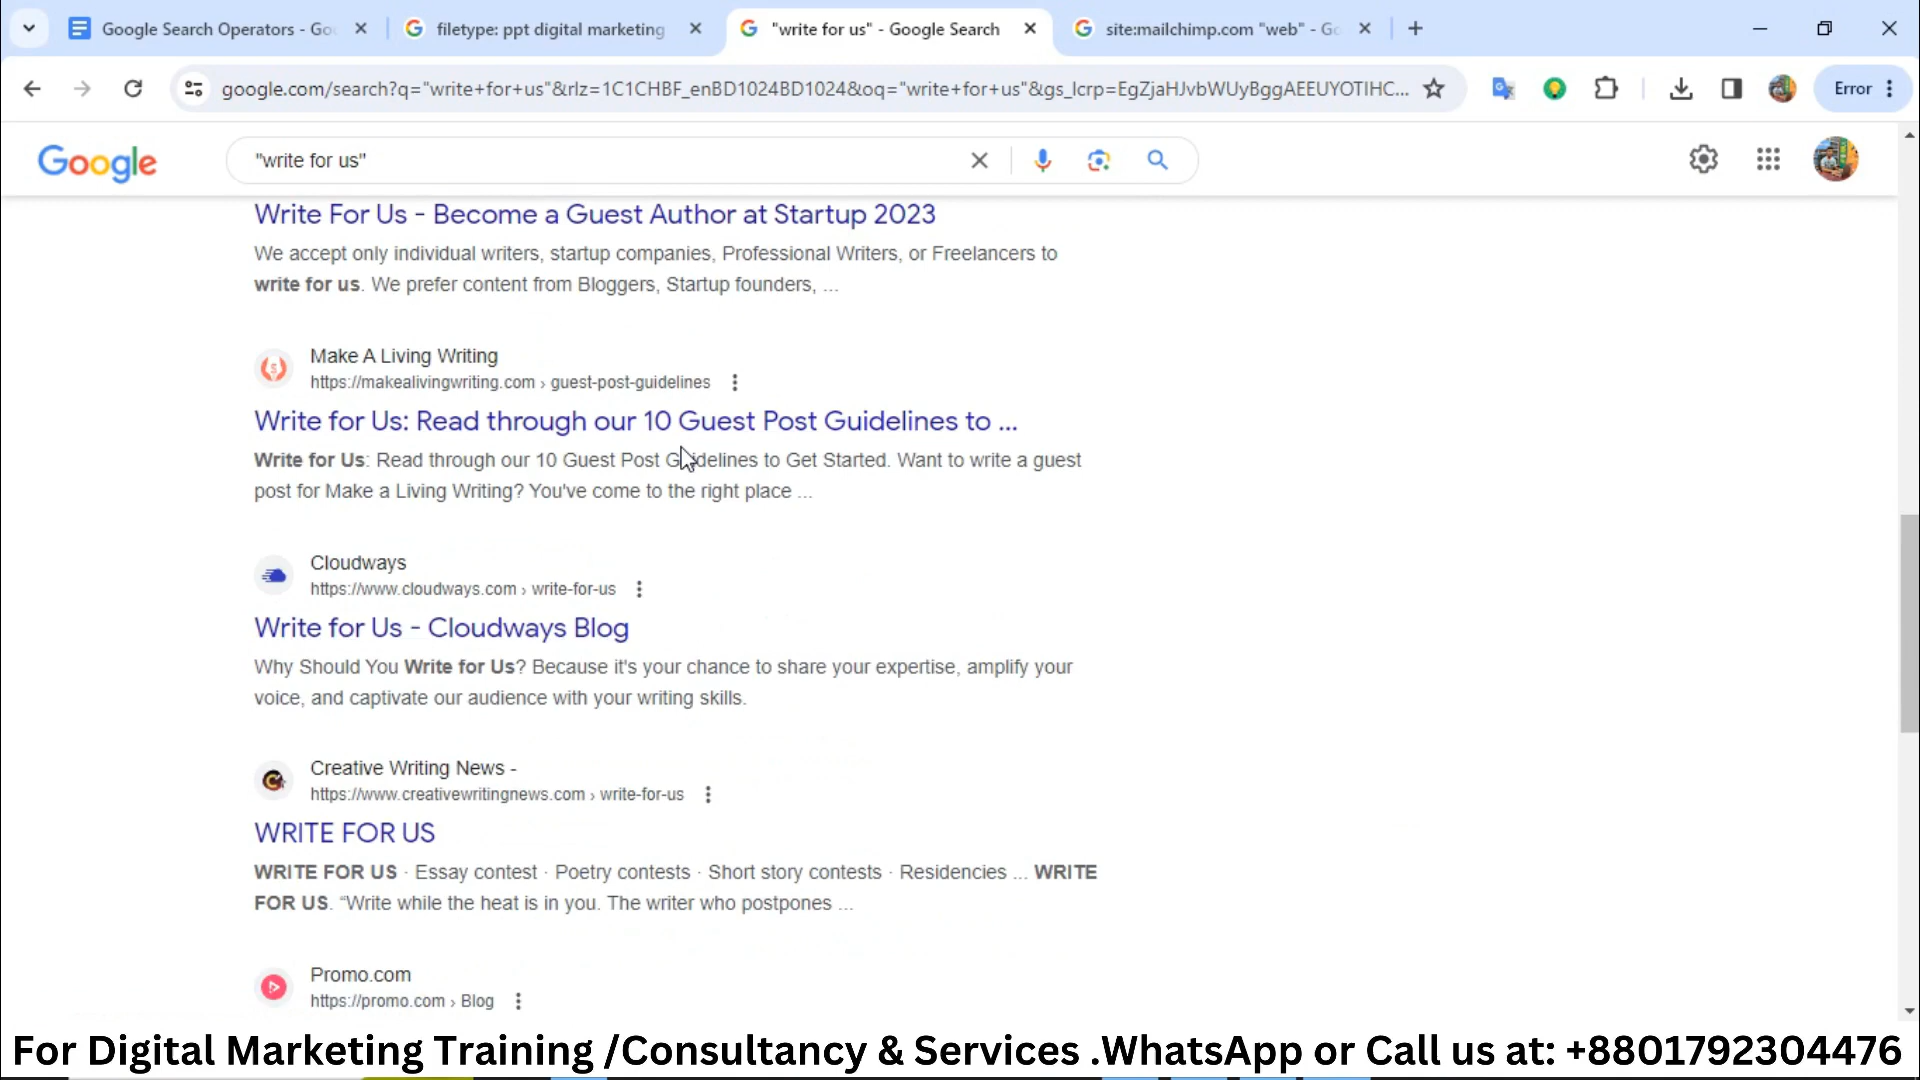 Google Search Operators - Go
filetype: ppt digital marketing
"write for us" - Google Search
site:mailchimp.com "web" - Go
google.com/search?q="write+for+us"&rlz=1C1CHBF_enBD1024BD1024&oq="write+for+us"&gs_lcrp=EgZjaHJvbWUyBggAEEUYOTIHC...
Error
Google
"write for us"
Write For Us - Become a Guest Author at Startup 2023
We accept only individual writers, startup companies, Professional Writers, or Freelancers to
write for us. We prefer content from Bloggers, Startup founders, ...
Make A Living Writing
https://makealivingwriting.com › guest-post-guidelines
Write for Us: Read through our 10 Guest Post Guidelines to ...
Write for Us: Read through our 10 Guest Post Guidelines to Get Started. Want to write a guest
post for Make a Living Writing? You've come to the right place ...
Cloudways
https://www.cloudways.com › write-for-us
Write for Us - Cloudways Blog
Why Should You Write for Us? Because it's your chance to share your expertise, amplify your
voice, and captivate our audience with your writing skills.
Creative Writing News -
https://www.creativewritingnews.com › write-for-us
WRITE FOR US
WRITE FOR US · Essay contest · Poetry contests · Short story contests · Residencies ... WRITE
FOR US. “Write while the heat is in you. The writer who postpones ...
Promo.com
https://promo.com › Blog
For Digital Marketing Training /Consultancy & Services .WhatsApp or Call us at: +8801792304476